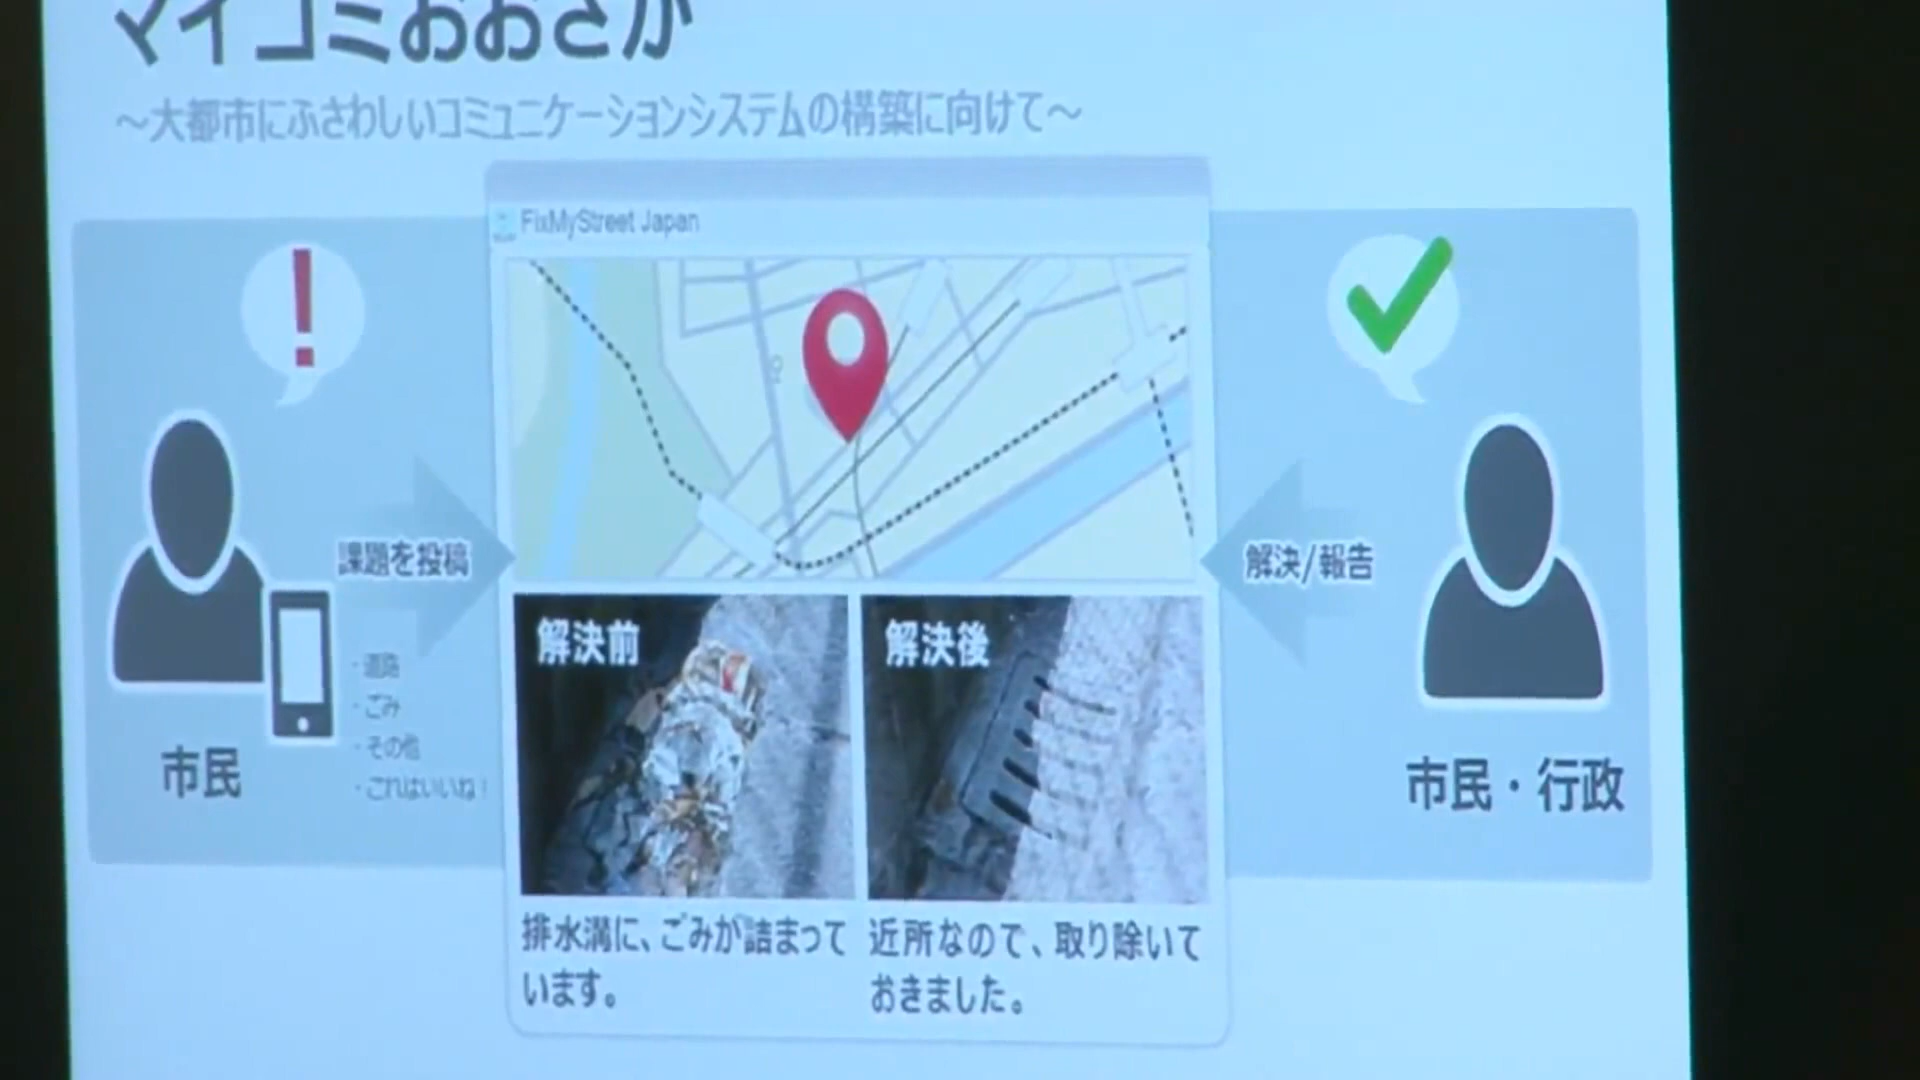 マイコミおおさか
～大都市にふさわしいコミュニケーションシステムの構築に向けて～
FixMyStreet Japan
課題を投稿
・道路
・ごみ
・その他
・これはいいね！
市民
解決/報告
市民・行政
解決前
解決後
排水溝に、ごみが詰まって
います。
近所なので、取り除いて
おきました。